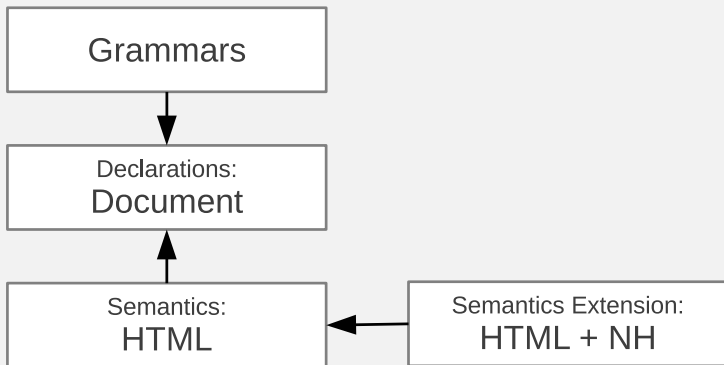 Grammars
Declarations:
Document
Semantics:
HTML
Semantics Extension:
HTML + NH